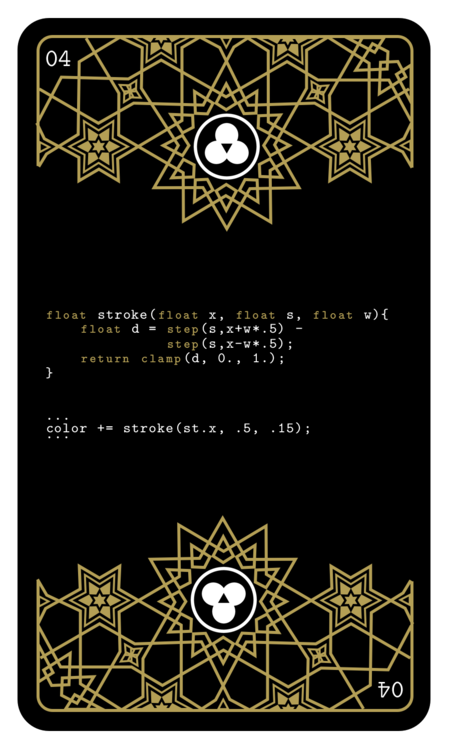 04
float stroke(float x, float s, float w){
    float d = step(s,x+w*.5) -
              step(s,x-w*.5);
    return clamp(d, 0., 1.);
}
...
color += stroke(st.x, .5, .15);
...
04